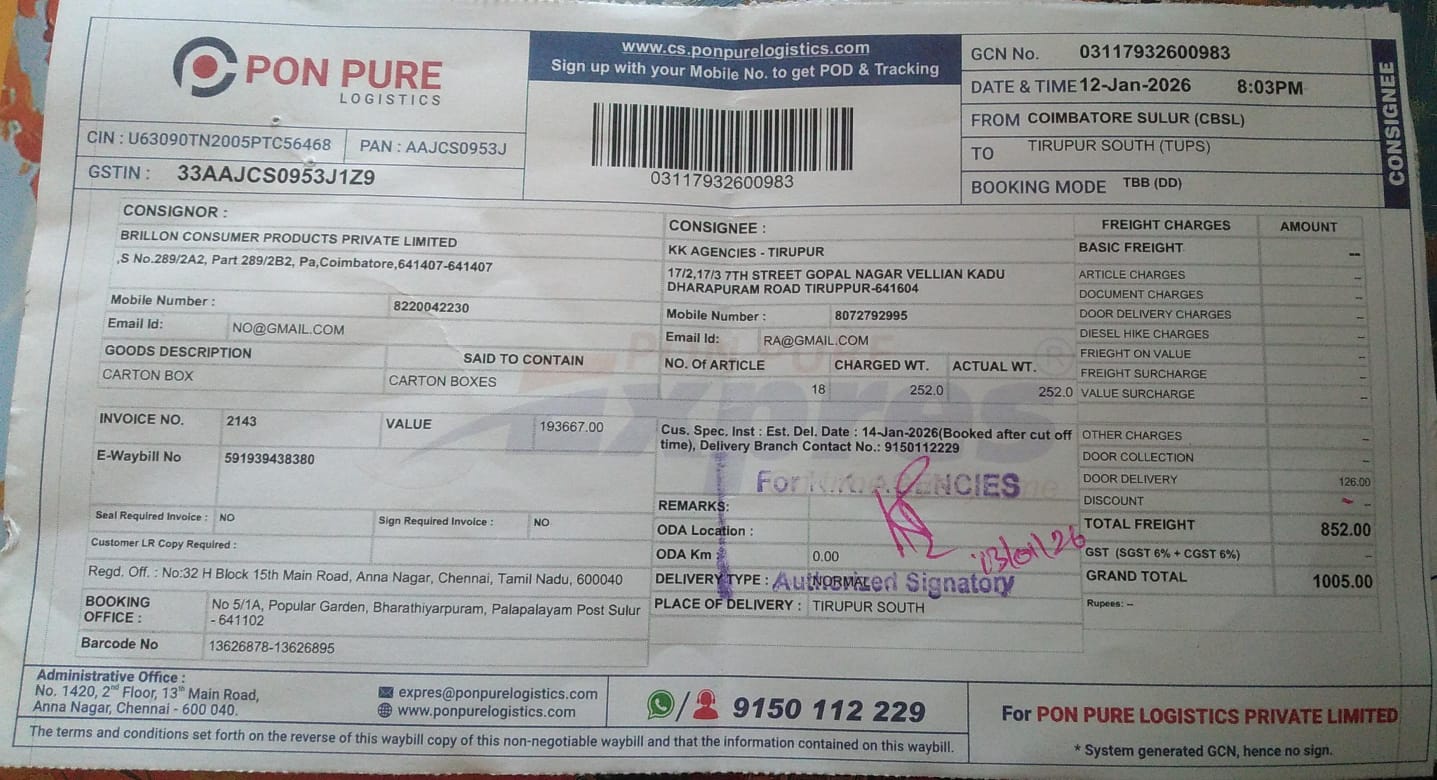 PON PURE
LOGISTICS
CIN : U63090TN2005PTC56468 PAN : AAJCS0953J
GSTIN : 33AAJCS0953J1Z9
www.cs.ponpurelogistics.com
Sign up with your Mobile No. to get POD & Tracking
03117932600983
GCN No. 03117932600983
DATE & TIME 12-Jan-2026 8:03PM
FROM COIMBATORE SULUR (CBSL)
TO TIRUPUR SOUTH (TUPS)
BOOKING MODE TBB (DD)
CONSIGNEE
CONSIGNOR :
BRILLON CONSUMER PRODUCTS PRIVATE LIMITED
,S No.289/2A2, Part 289/2B2, Pa,Coimbatore,641407-641407
Mobile Number : 8220042230
Email Id: NO@GMAIL.COM
GOODS DESCRIPTION SAID TO CONTAIN
CARTON BOX CARTON BOXES
INVOICE NO. 2143 VALUE 193667.00
E-Waybill No 591939438380
Seal Required Invoice : NO Sign Required Invoice : NO
Customer LR Copy Required :
Regd. Off. : No:32 H Block 15th Main Road, Anna Nagar, Chennai, Tamil Nadu, 600040
BOOKING OFFICE : No 5/1A, Popular Garden, Bharathiyarpuram, Palapalayam Post Sulur
- 641102
Barcode No 13626878-13626895
CONSIGNEE :
KK AGENCIES - TIRUPUR
17/2,17/3 7TH STREET GOPAL NAGAR VELLIAN KADU
DHARAPURAM ROAD TIRUPPUR-641604
Mobile Number : 8072792995
Email Id: RA@GMAIL.COM
NO. Of ARTICLE CHARGED WT. ACTUAL WT.
18 252.0 252.0
Cus. Spec. Inst : Est. Del. Date : 14-Jan-2026(Booked after cut off
time), Delivery Branch Contact No.: 9150112229
For K.K. AGENCIES
REMARKS:
ODA Location :
ODA Km : 0.00
13/01/26
DELIVERY TYPE : NORMAL
Authorized Signatory
PLACE OF DELIVERY : TIRUPUR SOUTH
FREIGHT CHARGES AMOUNT
BASIC FREIGHT --
ARTICLE CHARGES –
DOCUMENT CHARGES –
DOOR DELIVERY CHARGES –
DIESEL HIKE CHARGES –
FRIEGHT ON VALUE –
FREIGHT SURCHARGE –
VALUE SURCHARGE –
OTHER CHARGES –
DOOR COLLECTION –
DOOR DELIVERY 126.00
DISCOUNT –
TOTAL FREIGHT 852.00
GST (SGST 6% + CGST 6%) –
GRAND TOTAL 1005.00
Rupees: --
PON PURE
Expres
Administrative Office :
No. 1420, 2nd Floor, 13th Main Road,
Anna Nagar, Chennai - 600 040.
expres@ponpurelogistics.com
www.ponpurelogistics.com
9150 112 229
For PON PURE LOGISTICS PRIVATE LIMITED
* System generated GCN, hence no sign.
The terms and conditions set forth on the reverse of this waybill copy of this non-negotiable waybill and that the information contained on this waybill.